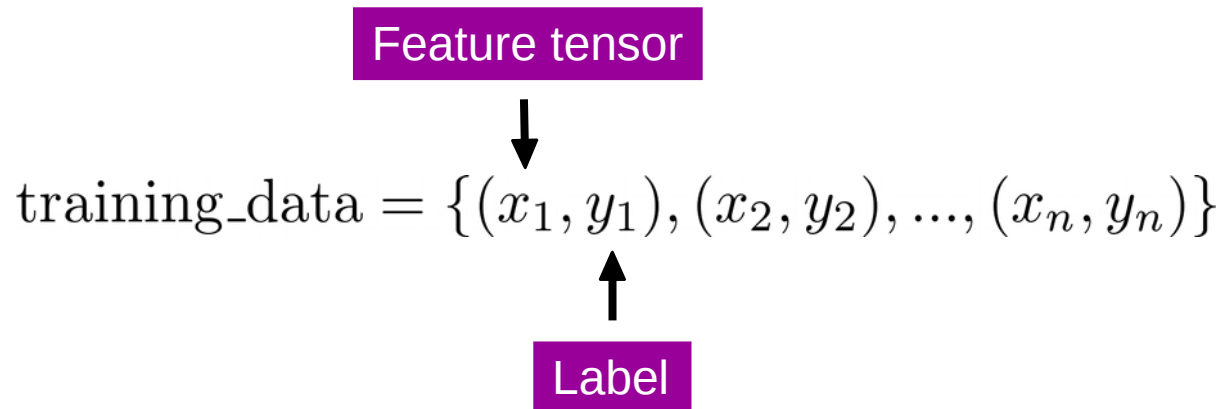 Feature tensor
training_data = {(x₁, y₁), (x₂, y₂), ..., (xₙ, yₙ)}
Label